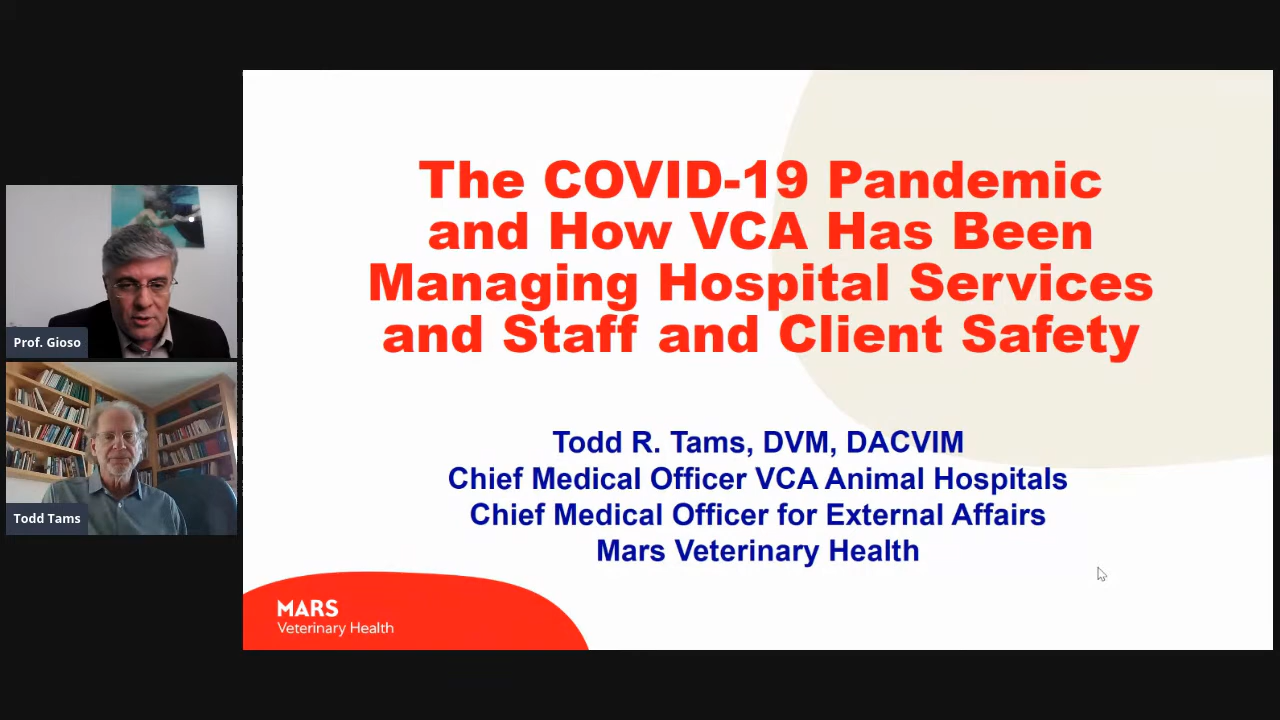 The COVID-19 Pandemic
and How VCA Has Been
Managing Hospital Services
and Staff and Client Safety
Prof. Gioso
Todd R. Tams, DVM, DACVIM
Chief Medical Officer VCA Animal Hospitals
Todd Tams
Chief Medical Officer for External Affairs
Mars Veterinary Health
MARS
Veterinary Health